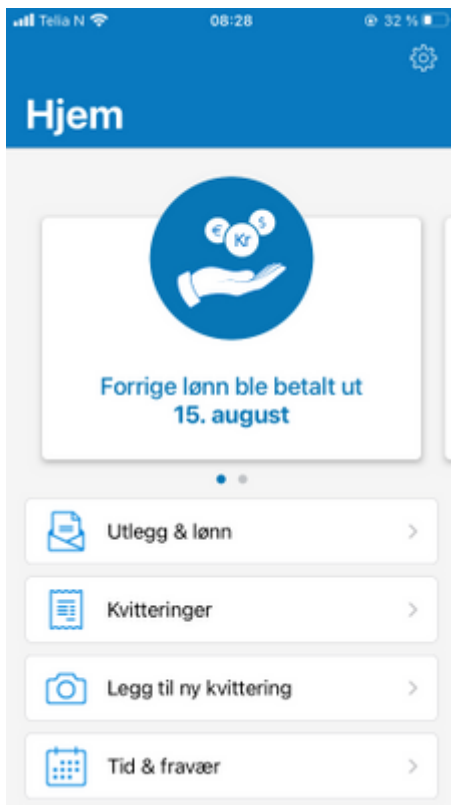 Telia N 08:28 32 %
Hjem
€ Kr $
Forrige lønn ble betalt ut
15. august
Utlegg & lønn
Kvitteringer
Legg til ny kvittering
Tid & fravær